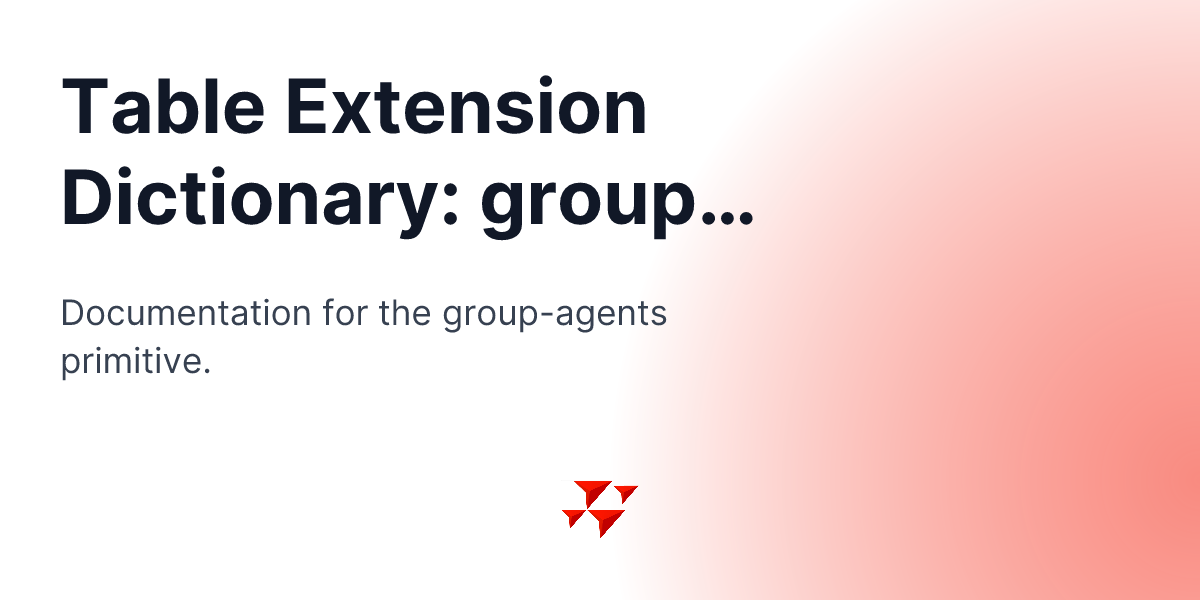 Table Extension
Dictionary: group...
Documentation for the group-agents
primitive.